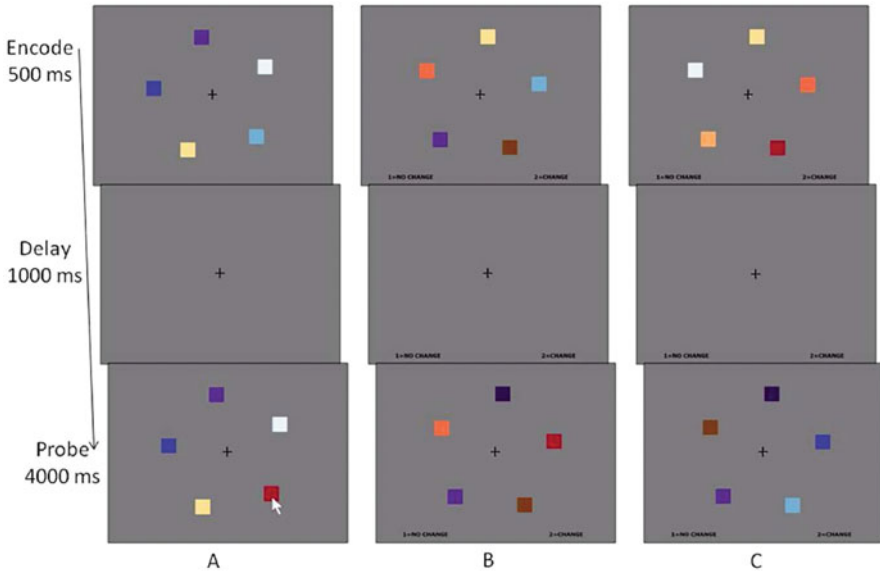 Encode
500 ms
1=NO CHANGE 2=CHANGE
1=NO CHANGE 2=CHANGE
Delay
1000 ms
1=NO CHANGE 2=CHANGE
1=NO CHANGE 2=CHANGE
Probe
4000 ms
1=NO CHANGE 2=CHANGE
1=NO CHANGE 2=CHANGE
A B C